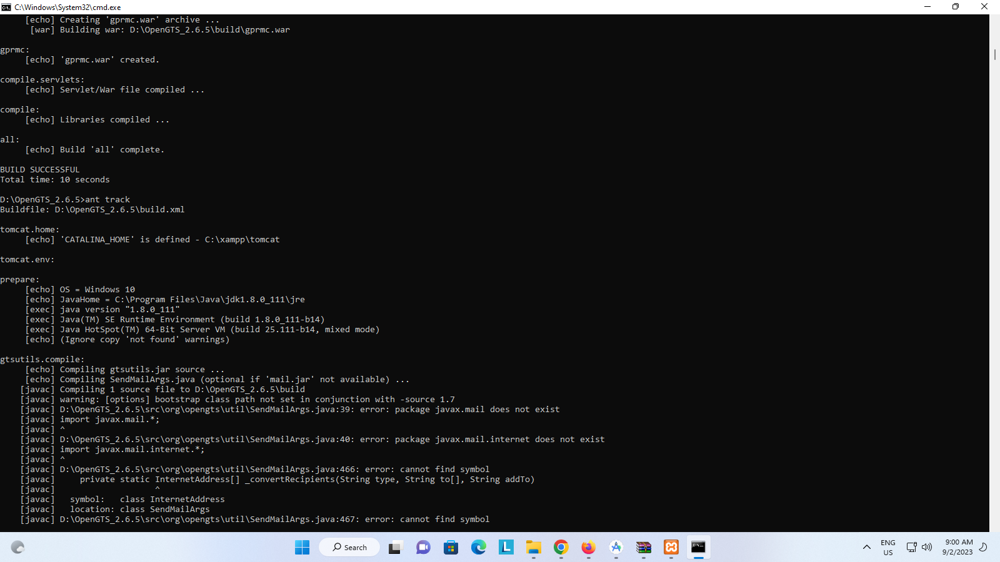 C:\Windows\System32\cmd.exe
[echo] Creating 'gprmc.war' archive ...
[war] Building war: D:\OpenGTS_2.6.5\build\gprmc.war
gprmc:
[echo] 'gprmc.war' created.
compile.servlets:
[echo] Servlet/War file compiled ...
compile:
[echo] Libraries compiled ...
all:
[echo] Build 'all' complete.
BUILD SUCCESSFUL
Total time: 10 seconds
D:\OpenGTS_2.6.5>ant track
Buildfile: D:\OpenGTS_2.6.5\build.xml
tomcat.home:
[echo] 'CATALINA_HOME' is defined - C:\xampp\tomcat
tomcat.env:
prepare:
[echo] OS = Windows 10
[echo] JavaHome = C:\Program Files\Java\jdk1.8.0_111\jre
[exec] java version "1.8.0_111"
[exec] Java(TM) SE Runtime Environment (build 1.8.0_111-b14)
[exec] Java HotSpot(TM) 64-Bit Server VM (build 25.111-b14, mixed mode)
[echo] (Ignore copy 'not found' warnings)
gtsutils.compile:
[echo] Compiling gtsutils.jar source ...
[echo] Compiling SendMailArgs.java (optional if 'mail.jar' not available) ...
[javac] Compiling 1 source file to D:\OpenGTS_2.6.5\build
[javac] warning: [options] bootstrap class path not set in conjunction with -source 1.7
[javac] D:\OpenGTS_2.6.5\src\org\opengts\util\SendMailArgs.java:39: error: package javax.mail does not exist
[javac] import javax.mail.*;
[javac] ^
[javac] D:\OpenGTS_2.6.5\src\org\opengts\util\SendMailArgs.java:40: error: package javax.mail.internet does not exist
[javac] import javax.mail.internet.*;
[javac] ^
[javac] D:\OpenGTS_2.6.5\src\org\opengts\util\SendMailArgs.java:466: error: cannot find symbol
[javac] private static InternetAddress[] _convertRecipients(String type, String to[], String addTo)
[javac] ^
[javac] symbol: class InternetAddress
[javac] location: class SendMailArgs
[javac] D:\OpenGTS_2.6.5\src\org\opengts\util\SendMailArgs.java:467: error: cannot find symbol
Search
ENG
US
9:00 AM
9/2/2023